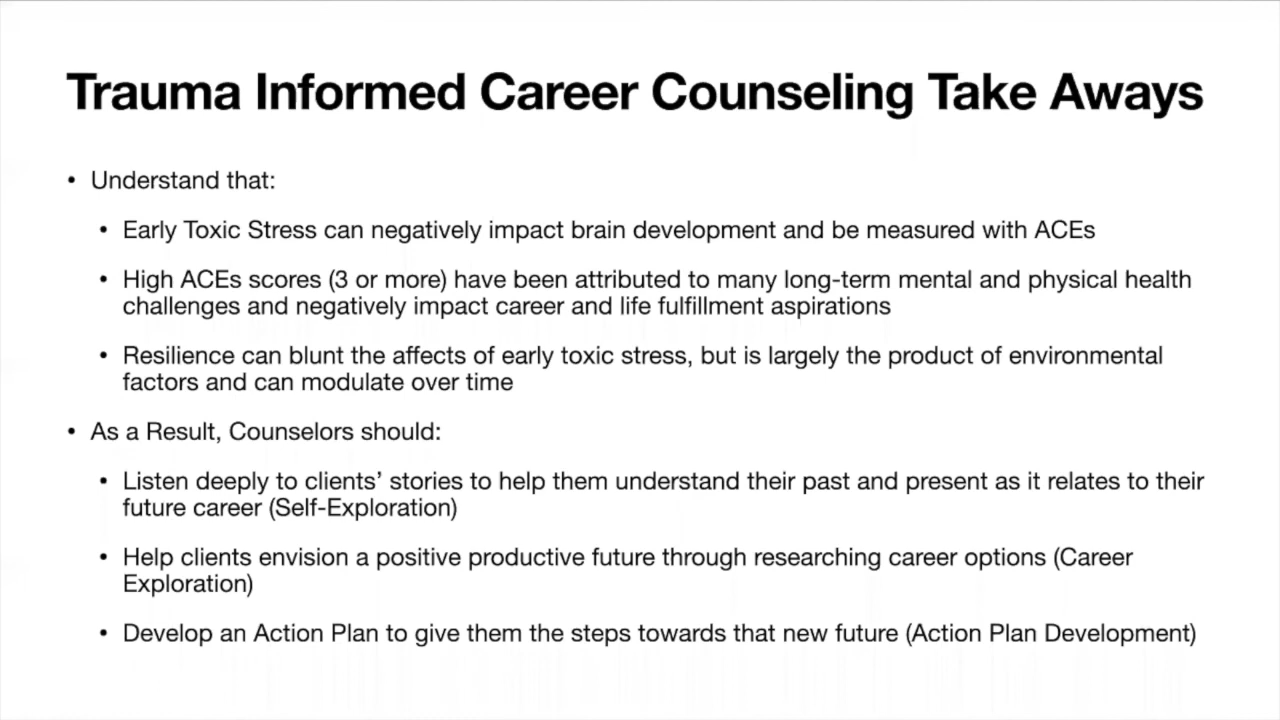 Trauma Informed Career Counseling Take Aways
• Understand that:
• Early Toxic Stress can negatively impact brain development and be measured with ACEs
• High ACEs scores (3 or more) have been attributed to many long-term mental and physical health
challenges and negatively impact career and life fulfillment aspirations
• Resilience can blunt the affects of early toxic stress, but is largely the product of environmental
factors and can modulate over time
• As a Result, Counselors should:
• Listen deeply to clients’ stories to help them understand their past and present as it relates to their
future career (Self-Exploration)
• Help clients envision a positive productive future through researching career options (Career
Exploration)
• Develop an Action Plan to give them the steps towards that new future (Action Plan Development)